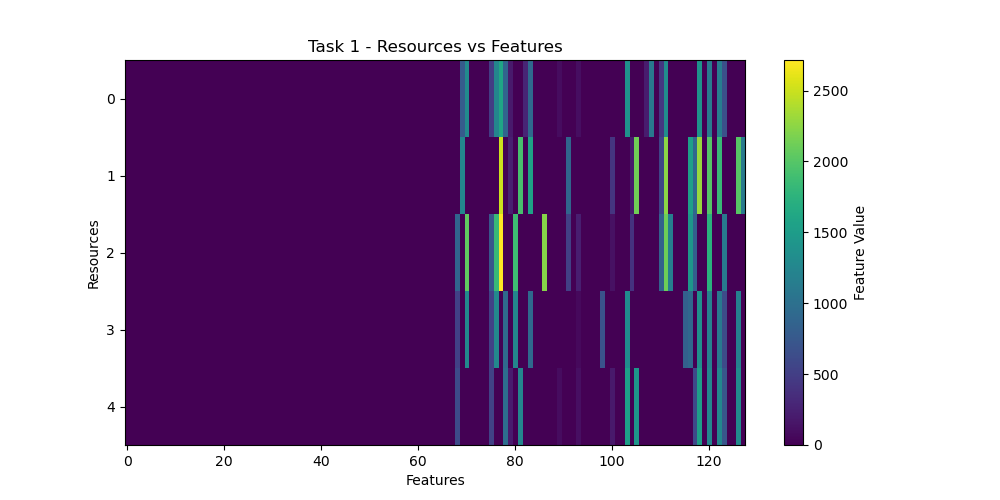 Task 1 - Resources vs Features
Resources
0
1
2
3
4
0 20 40 60 80 100 120
Features
2500
2000
1500
1000
500
0
Feature Value